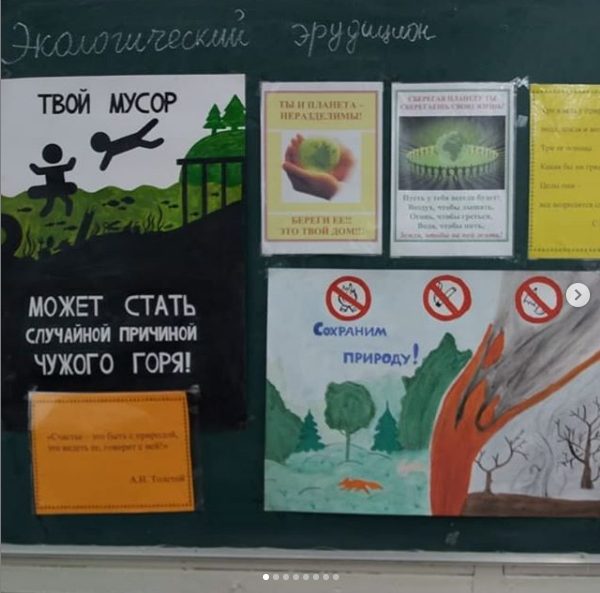 Экологический эрудицион
ТВОЙ МУСОР
МОЖЕТ СТАТЬ
СЛУЧАЙНОЙ ПРИЧИНОЙ
ЧУЖОГО ГОРЯ!
ТЫ И ПЛАНЕТА –
НЕРАЗДЕЛИМЫ!
БЕРЕГИ ЕЕ!!
ЭТО ТВОЙ ДОМ!!!
СБЕРЕГАЯ ПЛАНЕТУ ТЫ
СБЕРЕГАЕШЬ СВОЮ ЖИЗНЬ!
Пусть у тебя всегда будет:
Воздух, чтобы дышать,
Огонь, чтобы греться,
Вода, чтобы пить,
Земля, чтобы на ней жить!
Сохраним
природу!
«Счастье – это быть с природой,
это видеть ее, говорить с ней!»
А.Н. Толстой